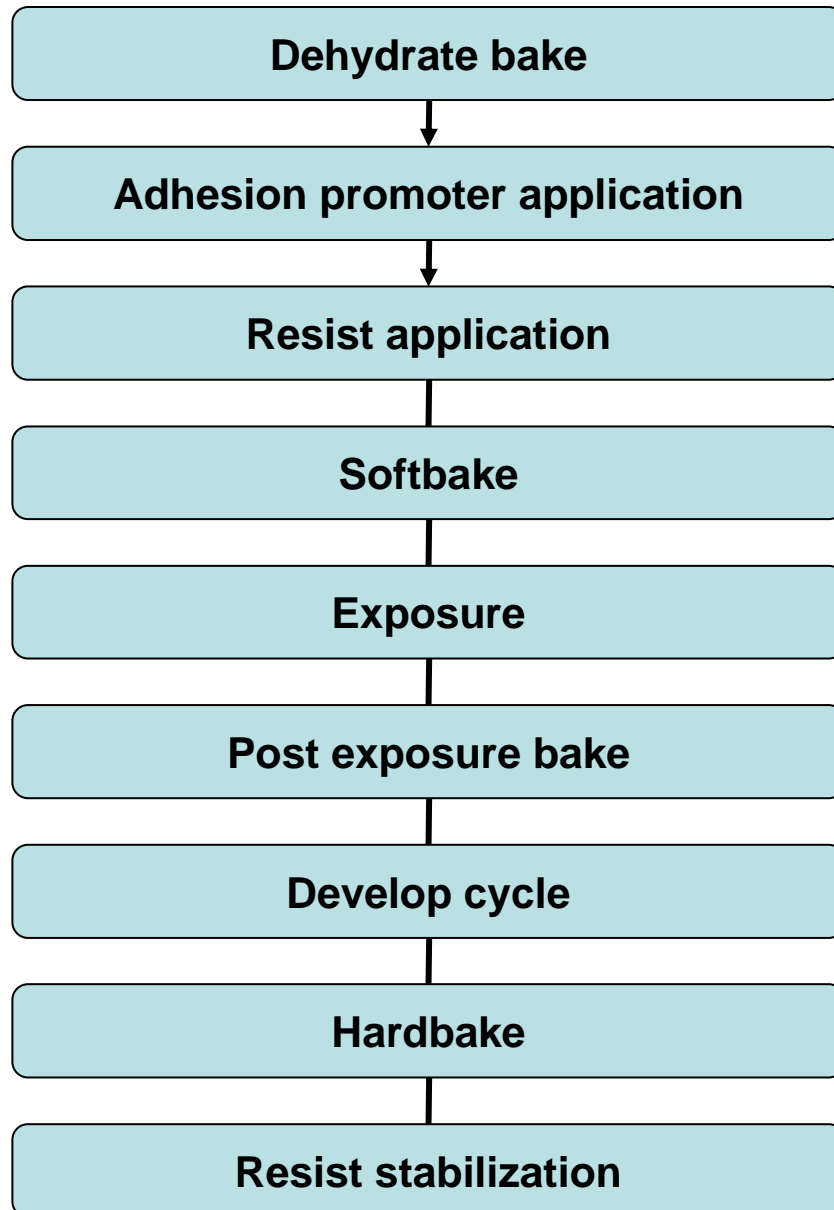 Dehydrate bake
Adhesion promoter application
Resist application
Softbake
Exposure
Post exposure bake
Develop cycle
Hardbake
Resist stabilization